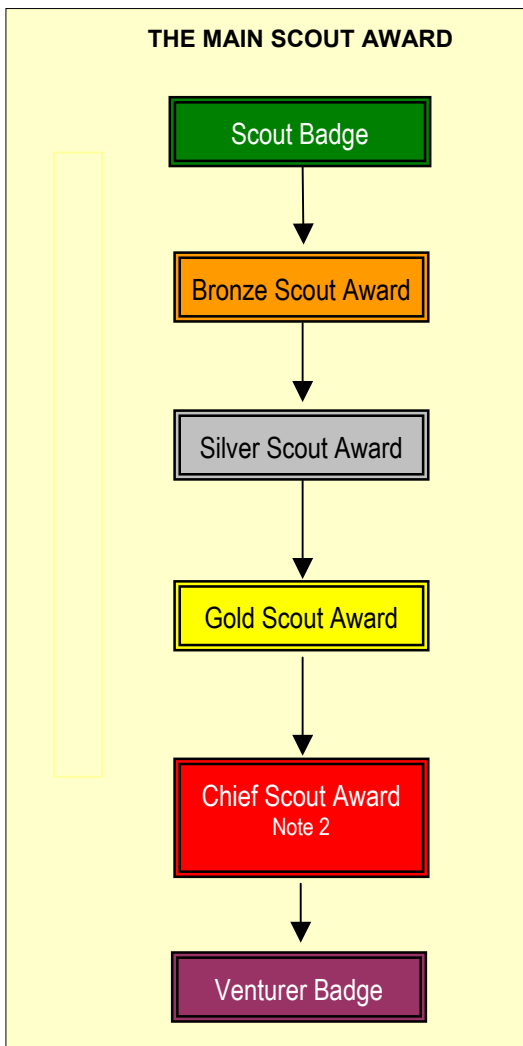 THE MAIN SCOUT AWARD
Scout Badge
Bronze Scout Award
Silver Scout Award
Gold Scout Award
Chief Scout Award
Note 2
Venturer Badge